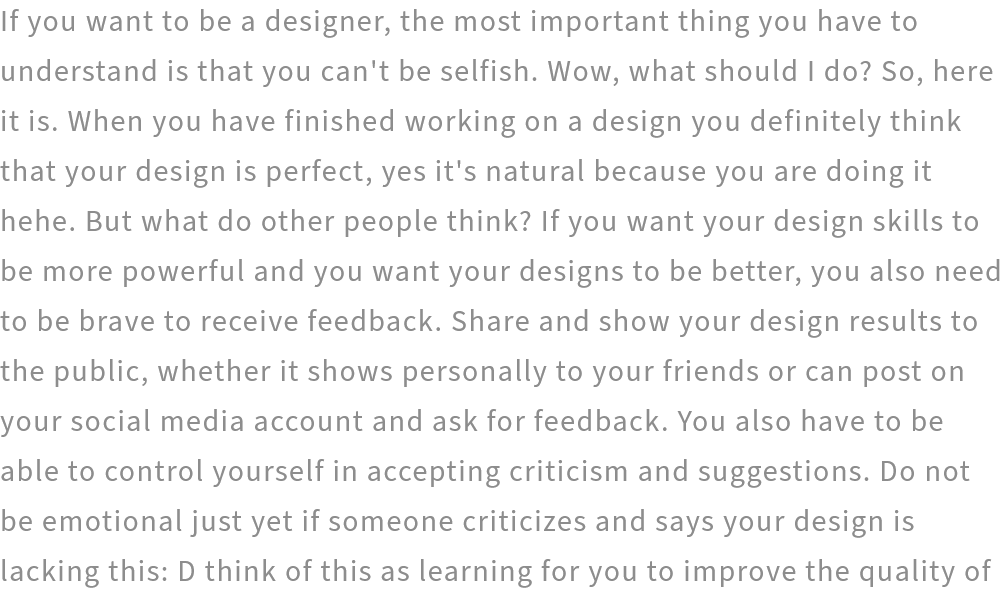 If you want to be a designer, the most important thing you have to
understand is that you can't be selfish. Wow, what should I do? So, here
it is. When you have finished working on a design you definitely think
that your design is perfect, yes it's natural because you are doing it
hehe. But what do other people think? If you want your design skills to
be more powerful and you want your designs to be better, you also need
to be brave to receive feedback. Share and show your design results to
the public, whether it shows personally to your friends or can post on
your social media account and ask for feedback. You also have to be
able to control yourself in accepting criticism and suggestions. Do not
be emotional just yet if someone criticizes and says your design is
lacking this: D think of this as learning for you to improve the quality of